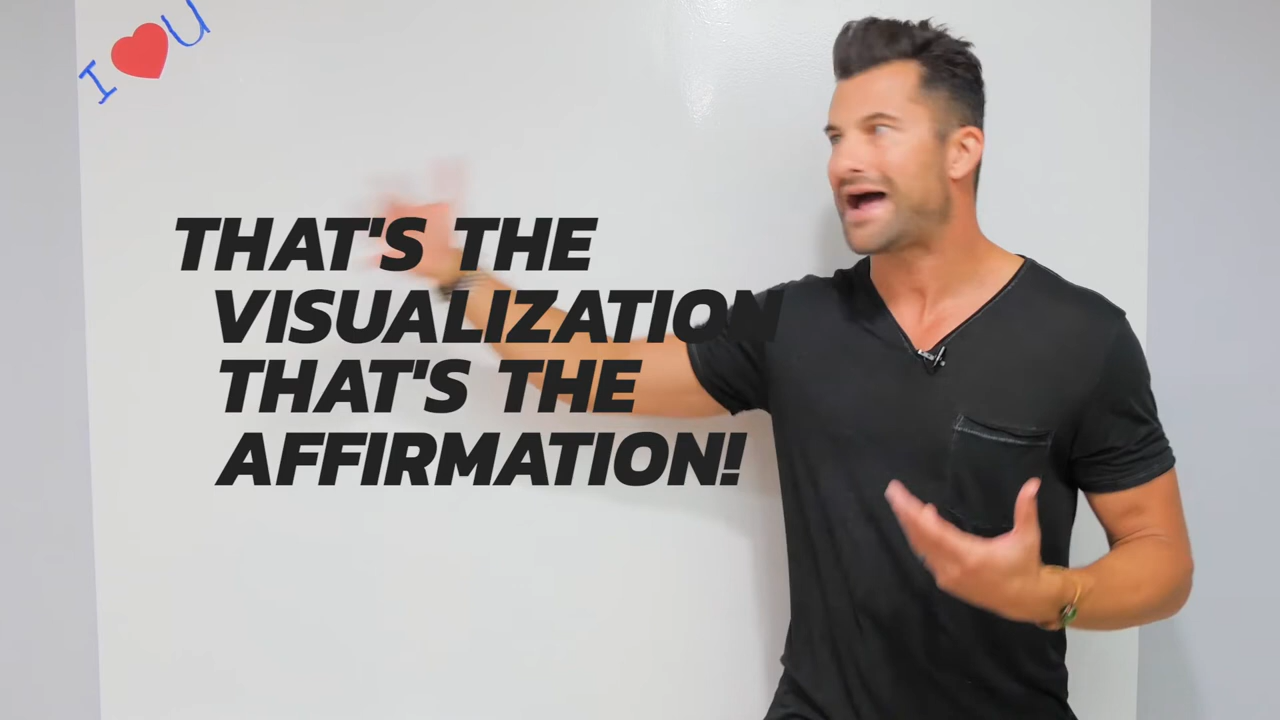 I ❤ U
THAT'S THE
VISUALIZATION
THAT'S THE
AFFIRMATION!